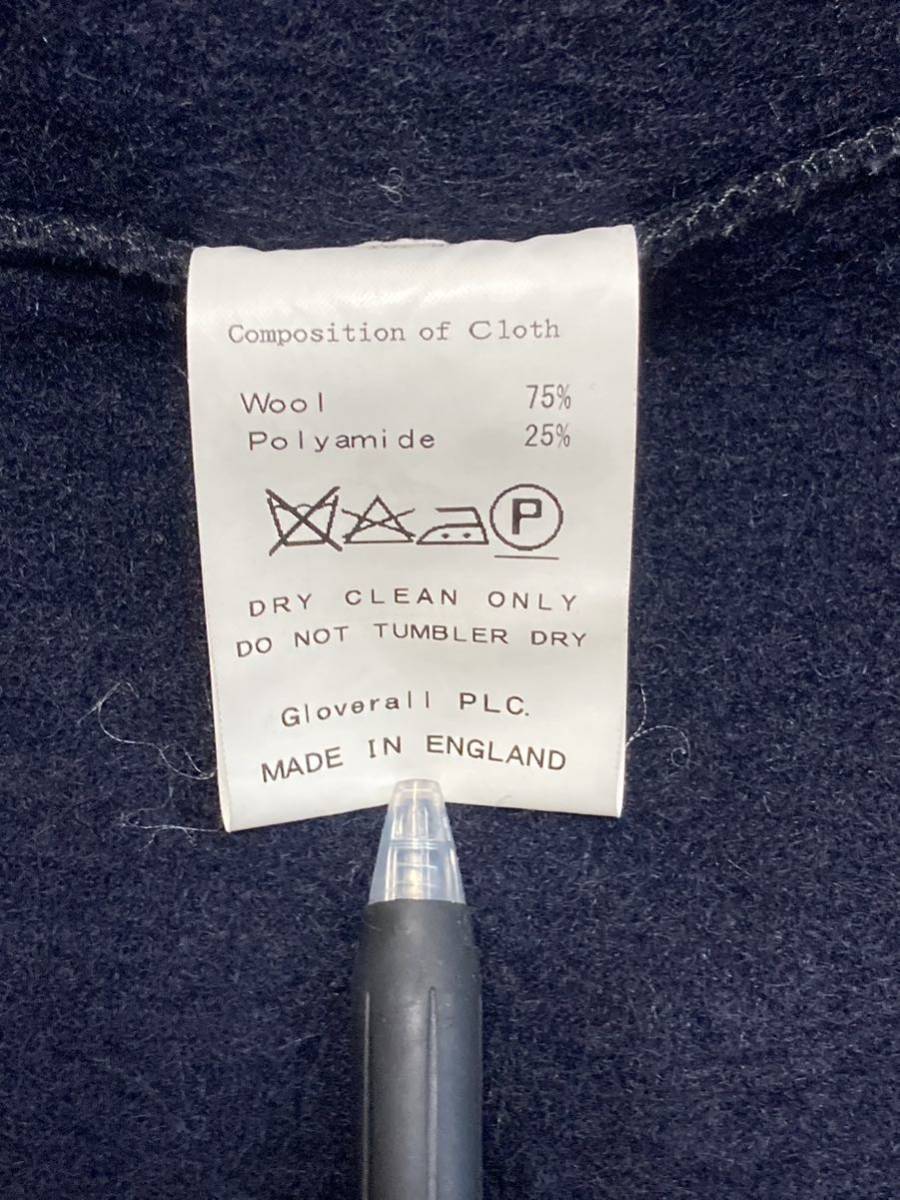 Composition of Cloth
Wool 75%
Polyamide 25%
P
DRY CLEAN ONLY
DO NOT TUMBLER DRY
Gloverall PLC.
MADE IN ENGLAND